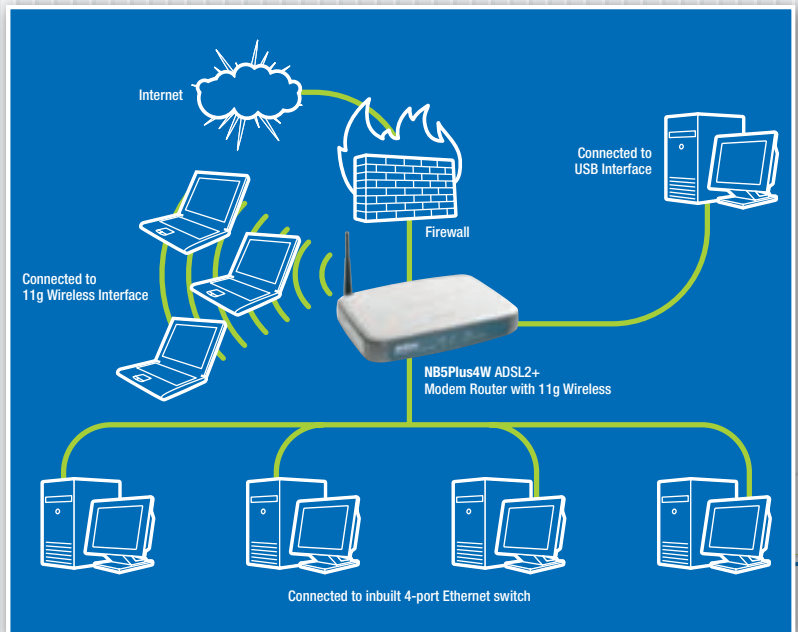 Internet
Connected to
USB Interface
Firewall
Connected to
11g Wireless Interface
NB5Plus4W ADSL2+
Modem Router with 11g Wireless
Connected to inbuilt 4-port Ethernet switch